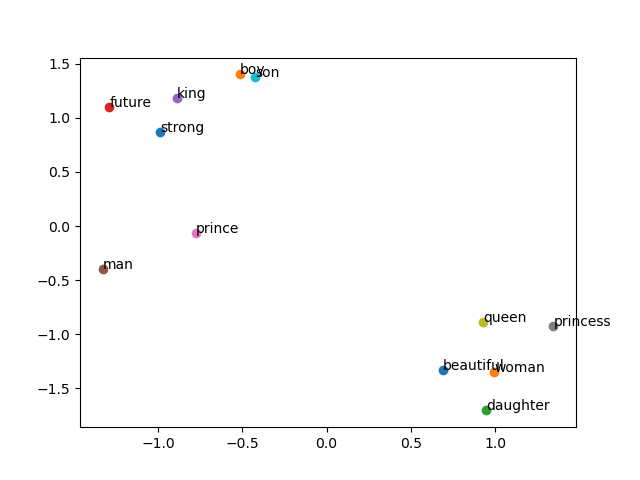 1.5
boy
son
king
future
1.0
strong
0.5
0.0
prince
man
−0.5
queen
princess
−1.0
beautiful
woman
−1.5
daughter
−1.0
−0.5
0.0
0.5
1.0